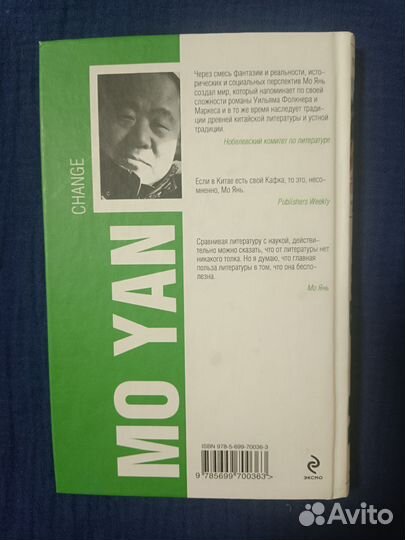 Через смесь фантазии и реальности, исто-
рических и социальных перспектив Мо Янь
создал мир, который напоминает по своей
сложности романы Уильяма Фолкнера и
Маркеса и в то же время наследует тради-
ции древней китайской литературы и устной
традиции.
Нобелевский комитет по литературе
Если в Китае есть свой Кафка, то это, несо-
мненно, Мо Янь.
Publishers Weekly
Сравнивая литературу с наукой, действи-
тельно можно сказать, что от литературы нет
никакого толка. Но я думаю, что главная
польза литературы в том, что она беспо-
лезна.
Мо Янь
CHANGE
MO YAN
ISBN 978-5-699-70036-3
9 785699 700363 >
ЭКСМО
Avito